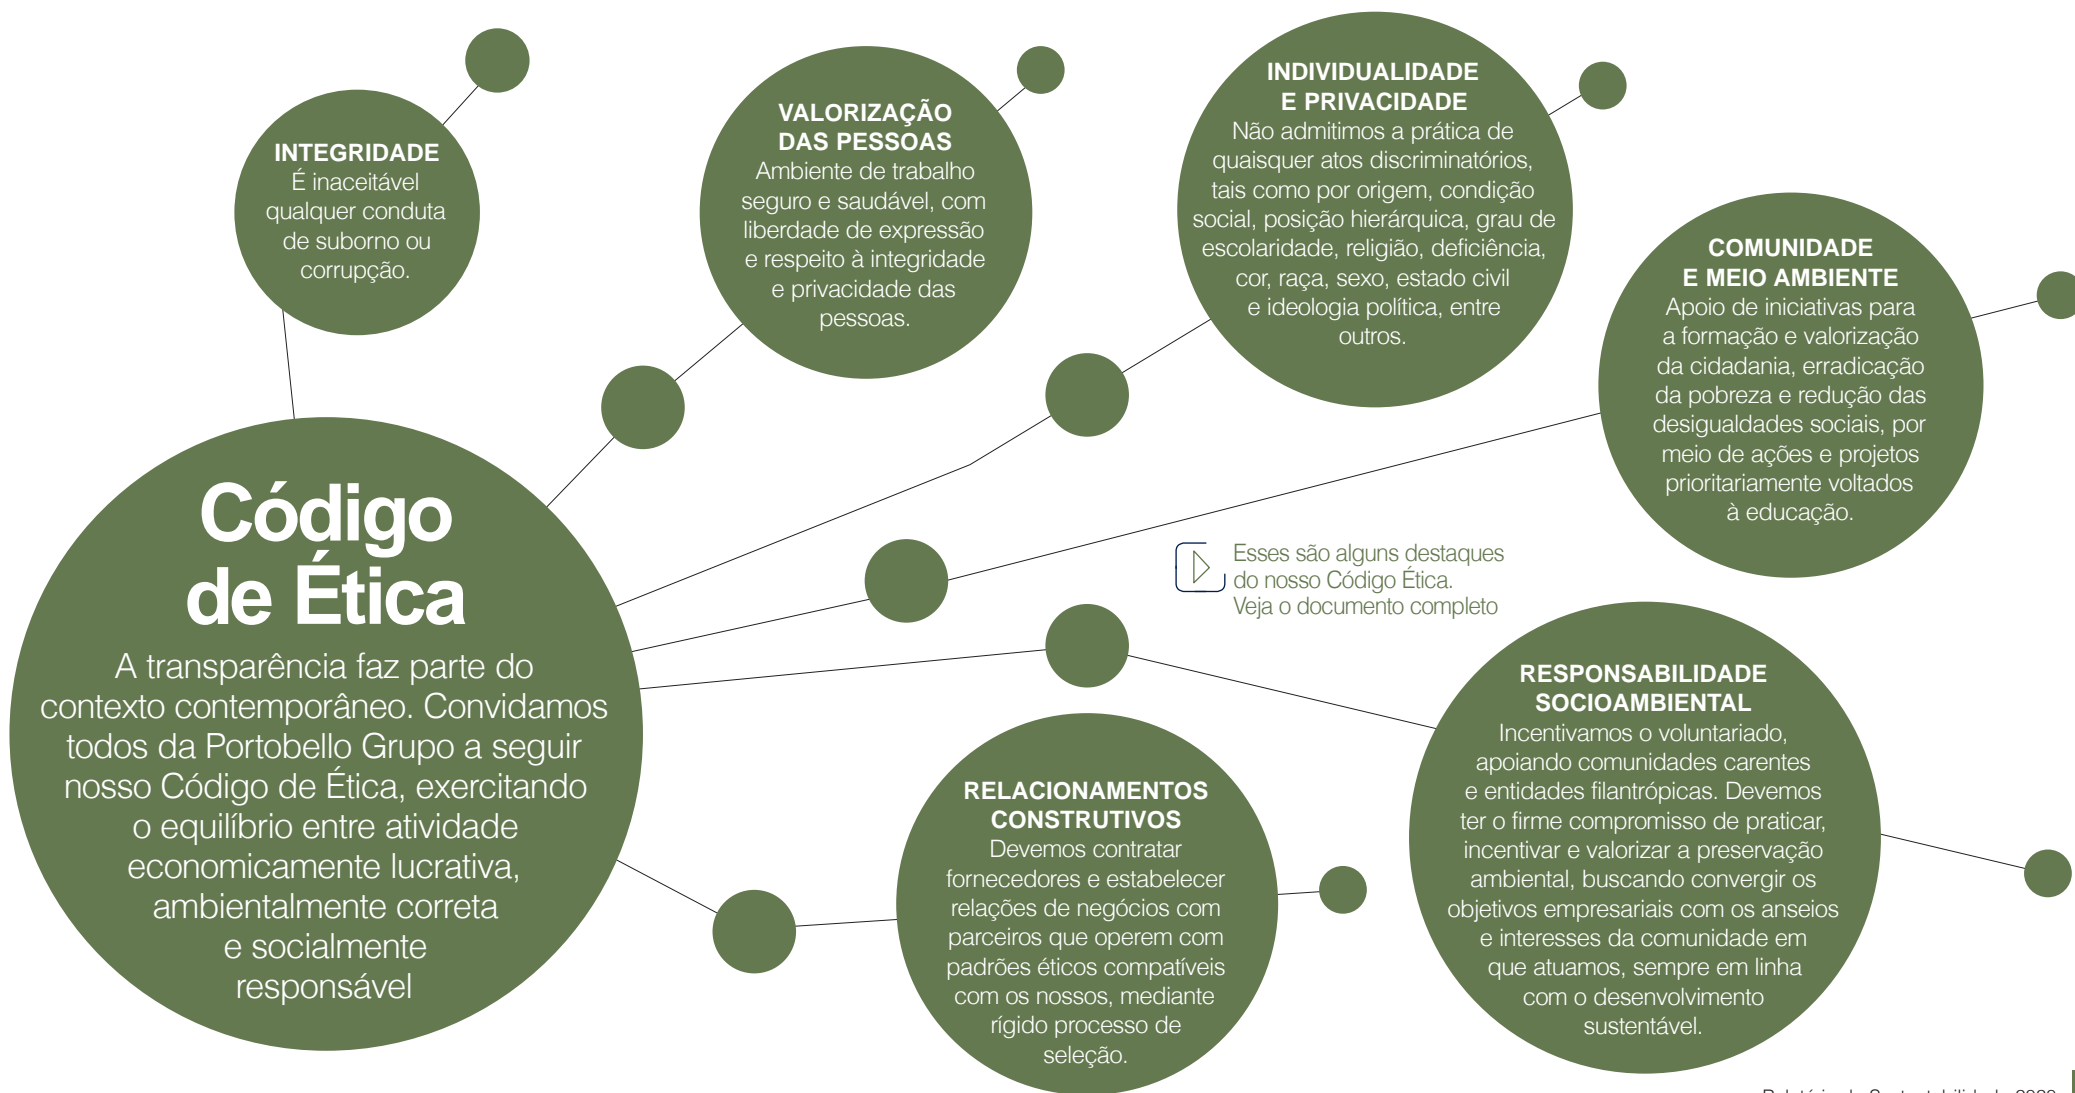 INTEGRIDADE
É inaceitável
qualquer conduta
de suborno ou
corrupção.
VALORIZAÇÃO
DAS PESSOAS
Ambiente de trabalho
seguro e saudável, com
liberdade de expressão
e respeito à integridade
e privacidade das
pessoas.
INDIVIDUALIDADE
E PRIVACIDADE
Não admitimos a prática de
quaisquer atos discriminatórios,
tais como por origem, condição
social, posição hierárquica, grau de
escolaridade, religião, deficiência,
cor, raça, sexo, estado civil
e ideologia política, entre
outros.
COMUNIDADE
E MEIO AMBIENTE
Apoio de iniciativas para
a formação e valorização
da cidadania, erradicação
da pobreza e redução das
desigualdades sociais, por
meio de ações e projetos
prioritariamente voltados
à educação.
Código
de Ética
A transparência faz parte do
contexto contemporâneo. Convidamos
todos da Portobello Grupo a seguir
nosso Código de Ética, exercitando
o equilíbrio entre atividade
economicamente lucrativa,
ambientalmente correta
e socialmente
responsável
Esses são alguns destaques
do nosso Código Ética.
Veja o documento completo
RELACIONAMENTOS
CONSTRUTIVOS
Devemos contratar
fornecedores e estabelecer
relações de negócios com
parceiros que operem com
padrões éticos compatíveis
com os nossos, mediante
rígido processo de
seleção.
RESPONSABILIDADE
SOCIOAMBIENTAL
Incentivamos o voluntariado,
apoiando comunidades carentes
e entidades filantrópicas. Devemos
ter o firme compromisso de praticar,
incentivar e valorizar a preservação
ambiental, buscando convergir os
objetivos empresariais com os anseios
e interesses da comunidade em
que atuamos, sempre em linha
com o desenvolvimento
sustentável.